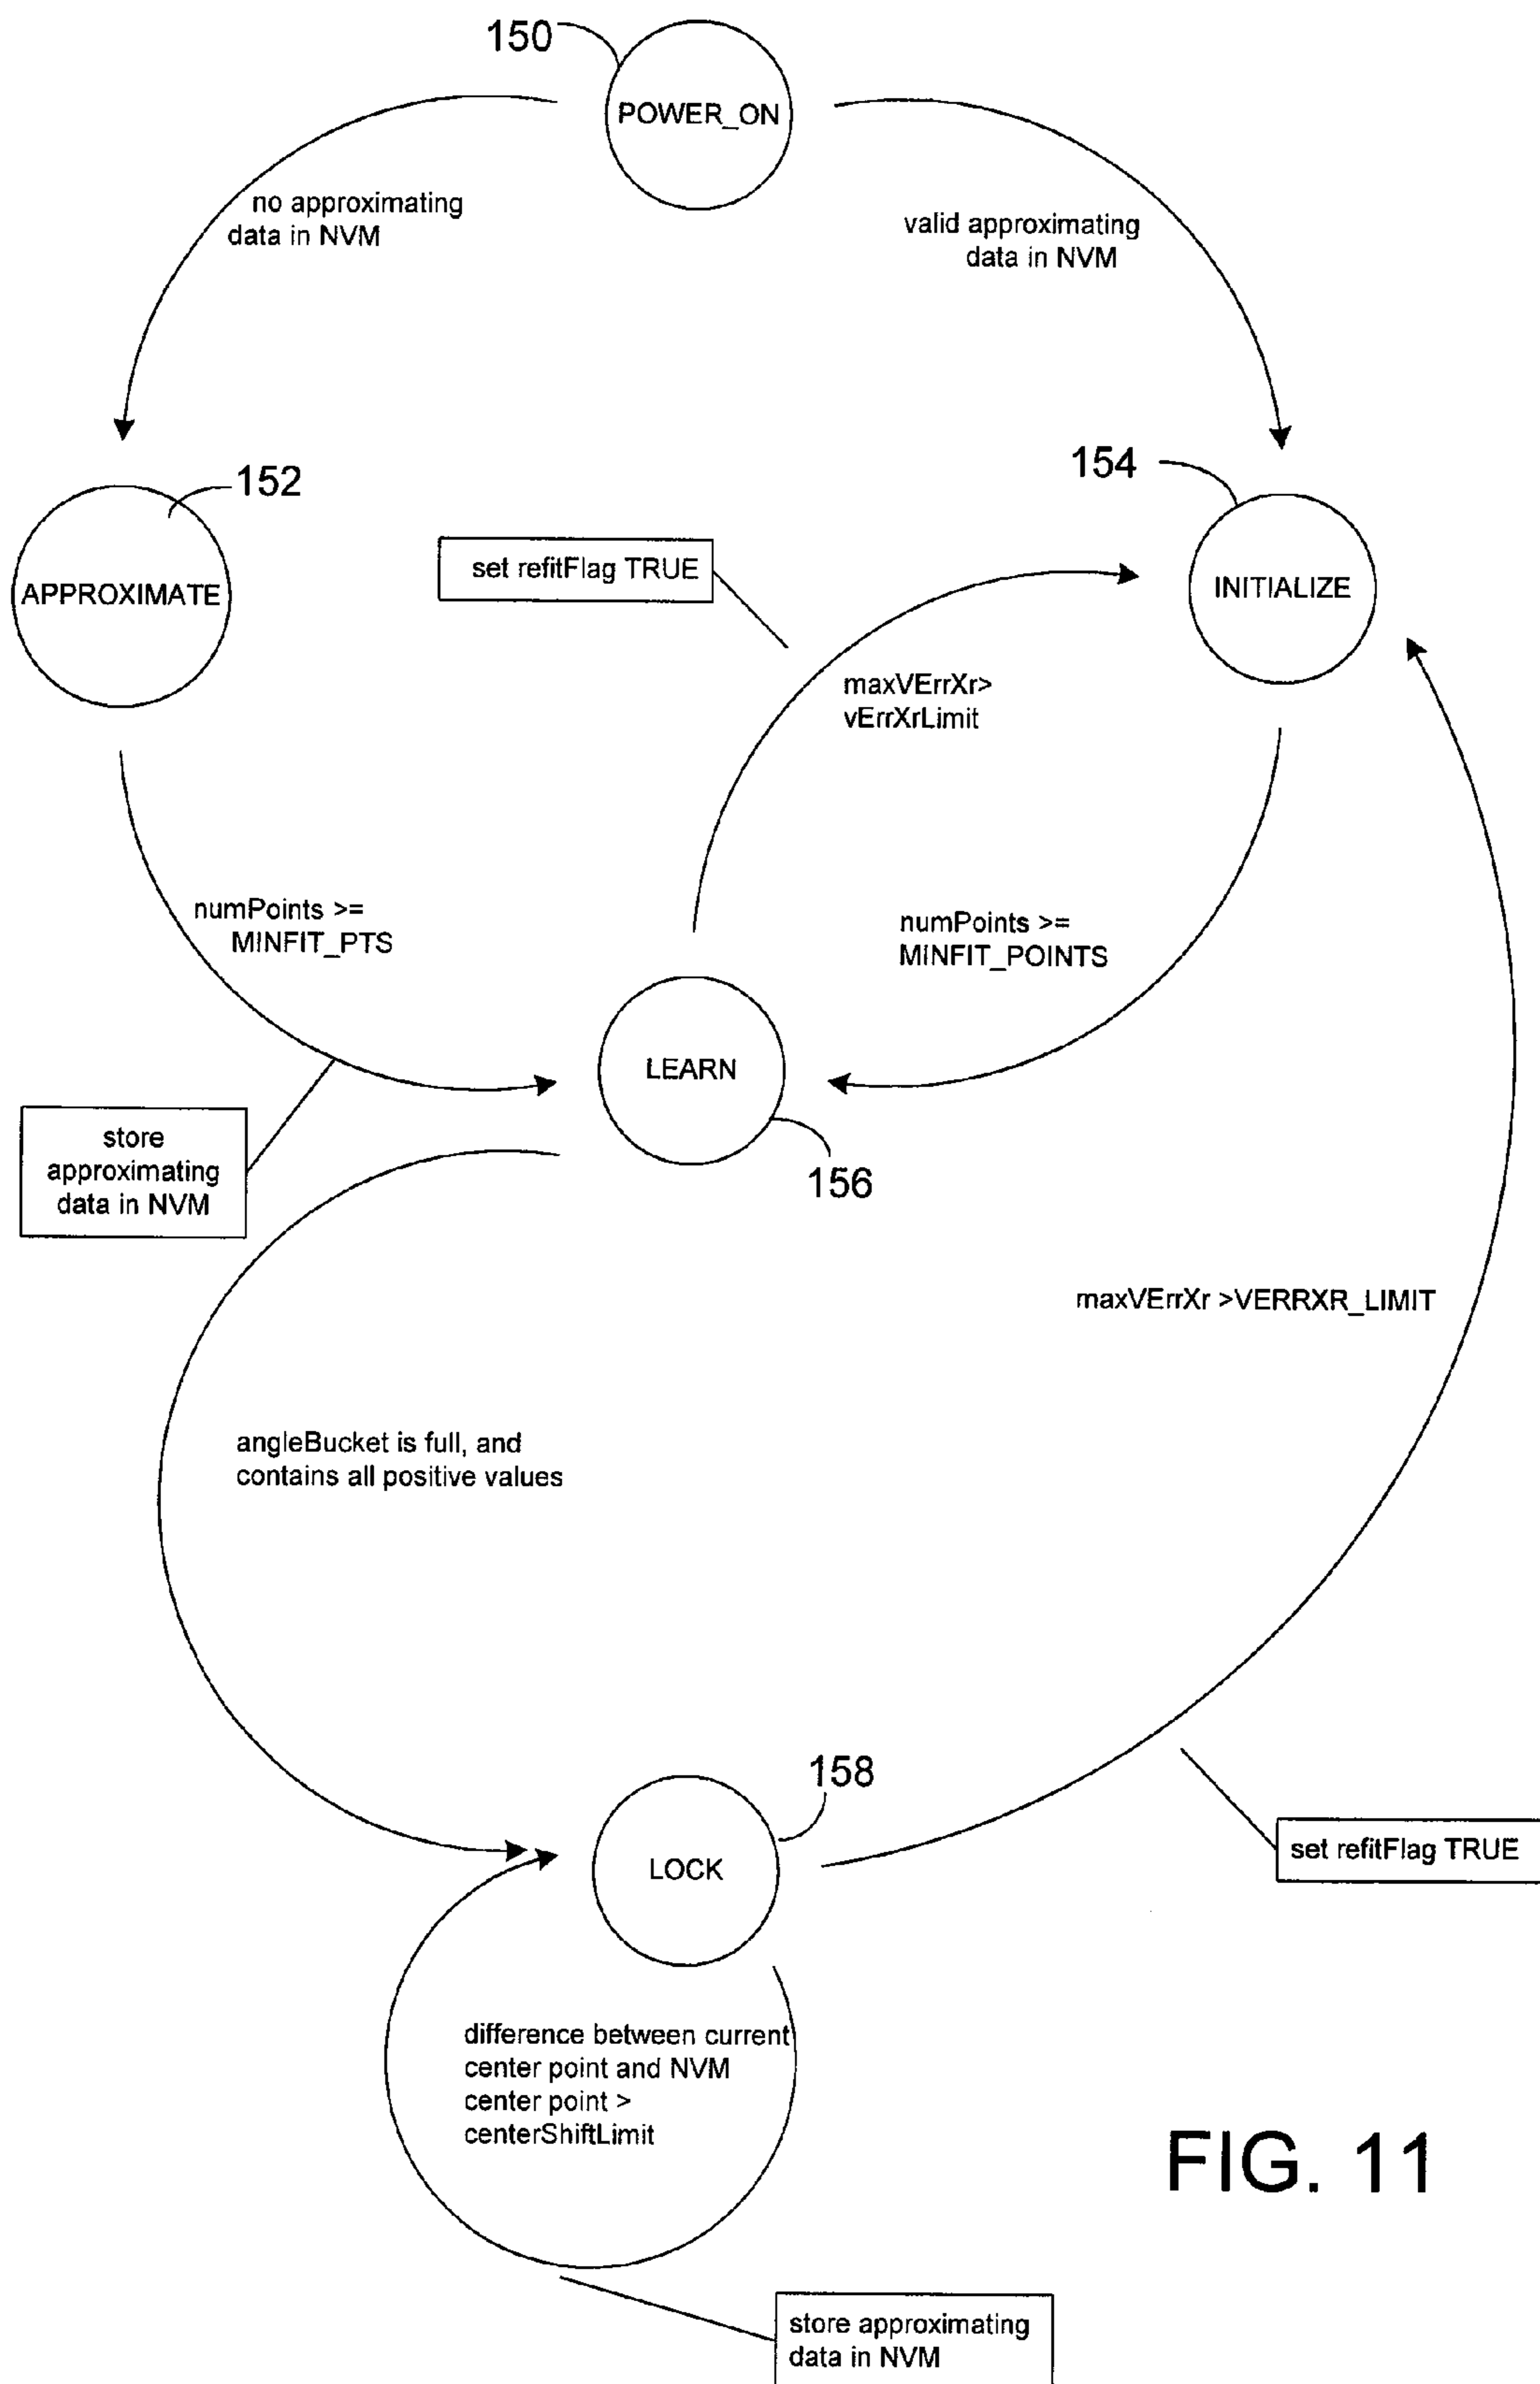 150
POWER_ON
no approximating
data in NVM
valid approximating
data in NVM
152
154
APPROXIMATE
set refitFlag TRUE
INITIALIZE
maxVErrXr>
vErrXrLimit
numPoints >=
MINFIT_PTS
numPoints >=
MINFIT_POINTS
LEARN
156
store
approximating
data in NVM
maxVErrXr >VERRXR_LIMIT
angleBucket is full, and
contains all positive values
158
LOCK
set refitFlag TRUE
difference between current
center point and NVM
center point >
centerShiftLimit
FIG. 11
store approximating
data in NVM